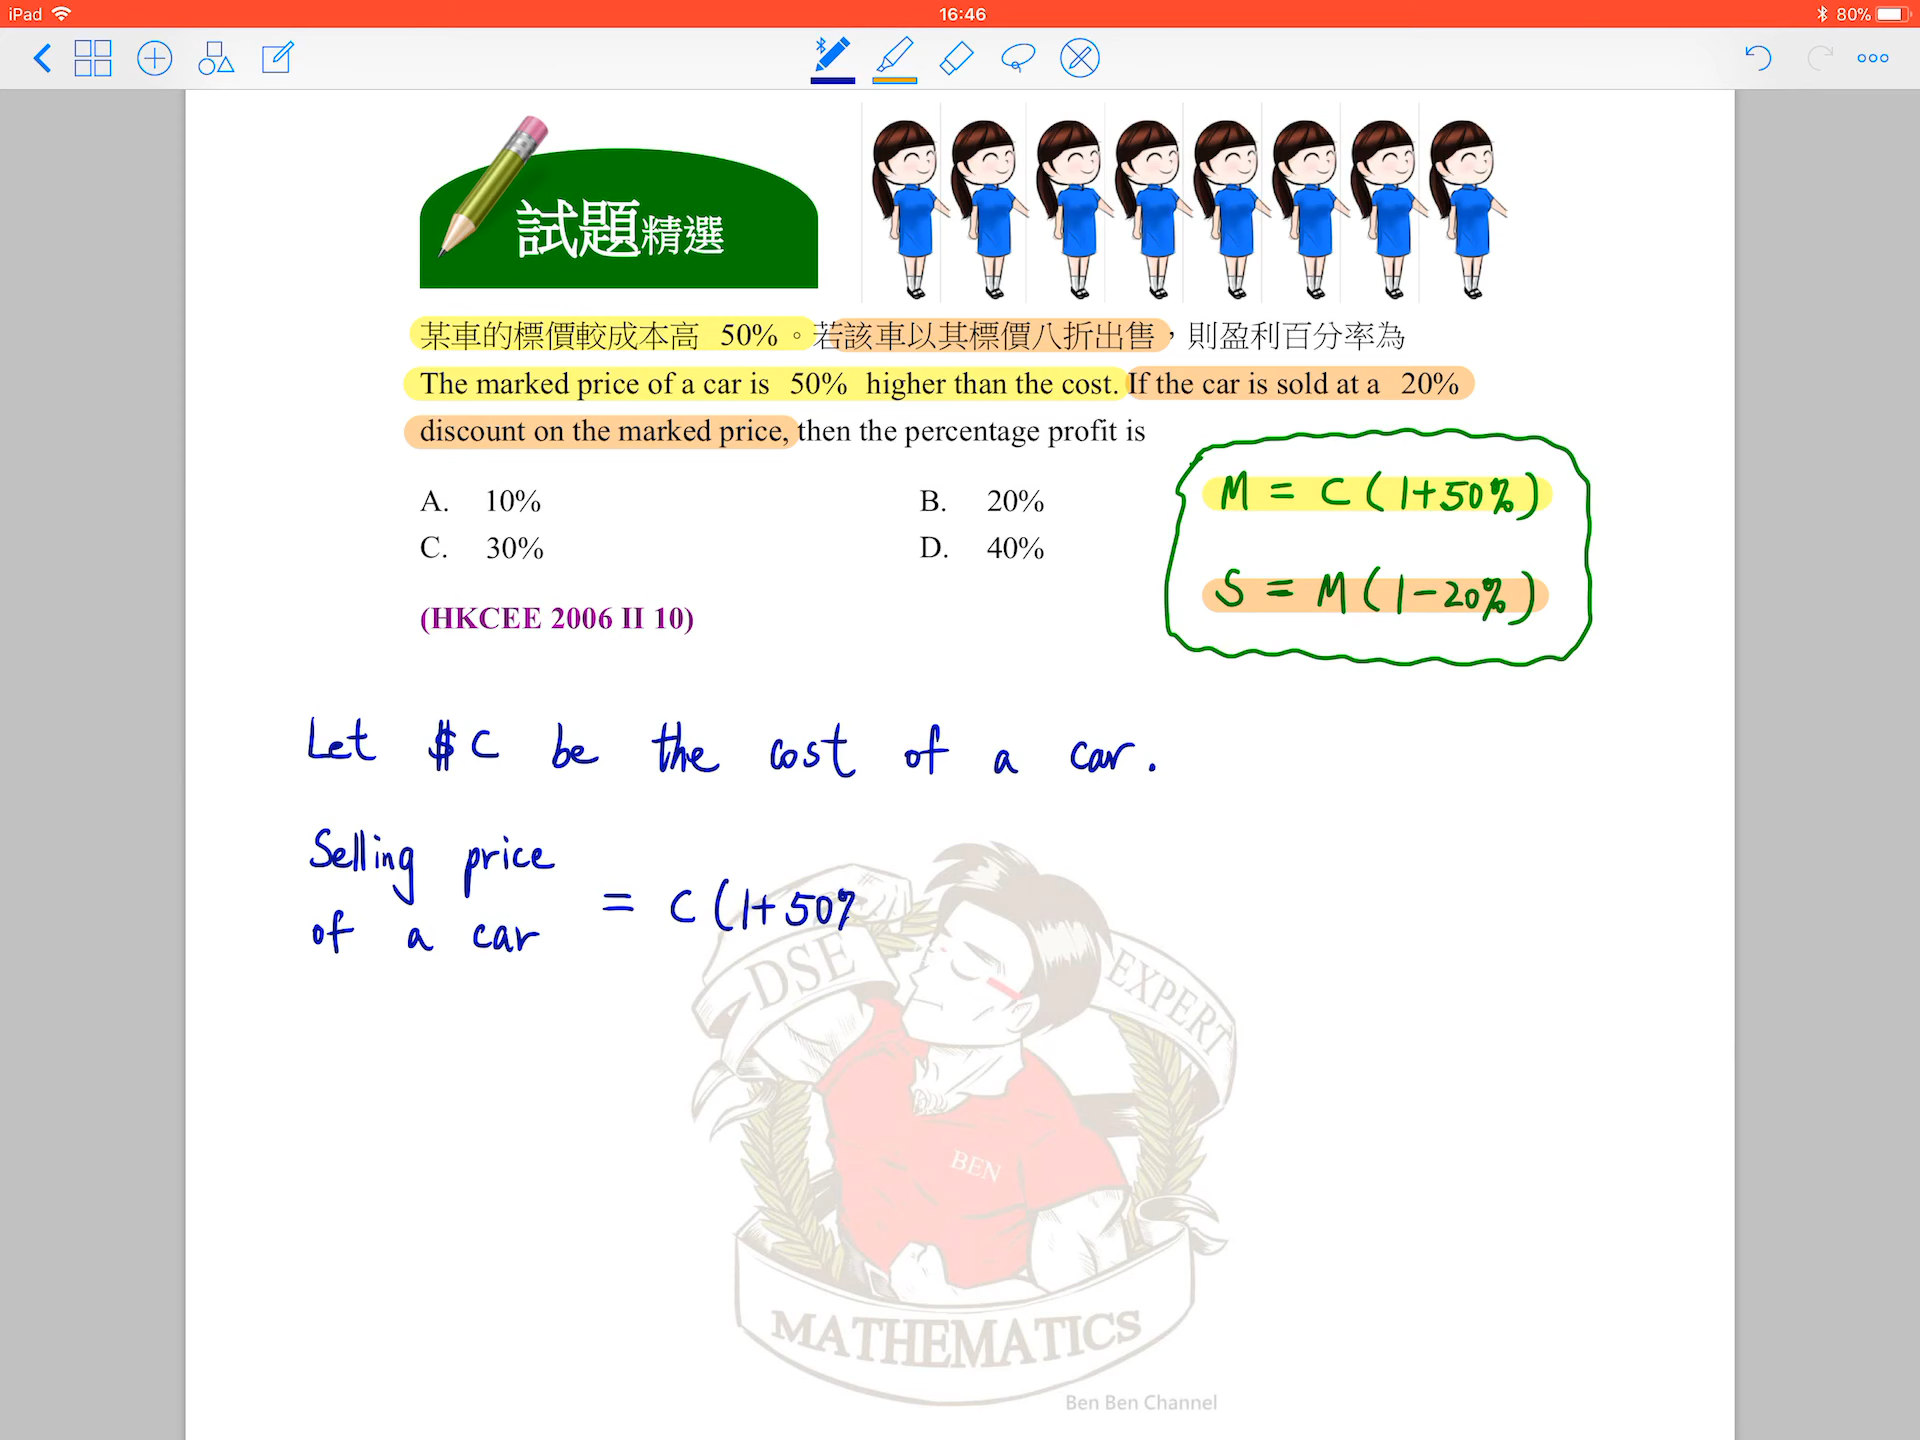 iPad 16:46 80%
試題精選
某車的標價較成本高 50%。若該車以其標價八折出售，則盈利百分率為
The marked price of a car is 50% higher than the cost. If the car is sold at a 20%
discount on the marked price, then the percentage profit is
A. 10% B. 20%
C. 30% D. 40%
(HKCEE 2006 II 10)
M = C (1+50%)
S = M (1-20%)
Let $C be the cost of a car.
Selling price
of a car = C (1+50%
DSE EXPERT
BEN
MATHEMATICS
Ben Ben Channel